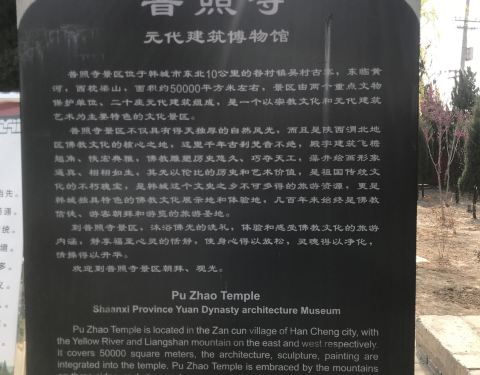 普照寺
元代建筑博物馆
普照寺景区位于韩城市东北10公里的昝村镇吴村古寨，东临黄
河，西枕梁山，面积约50000平方米左右，景区由两个重点文物
保护单位、二十座元代建筑组成，是一个以宗教文化和元代建筑
艺术为主要特色的文化景区。
普照寺景区不仅具有得天独厚的自然风光，而且是陕西渭北地
区佛教文化的核心之地，这里千年古刹梵音不绝，殿宇建筑飞檐
翘角、恢宏典雅，佛教雕塑历史悠久、巧夺天工，藻井绘画形象
逼真、栩栩如生，其无以伦比的历史和艺术价值，是祖国传统文
化的不朽瑰宝，是韩城这个文史之乡不可多得的旅游资源，更是
韩城独具特色的佛教文化展示地和体验地，几百年来始终是佛教
信徒、游客朝拜和游览的旅游圣地。
到普照寺景区，沐浴佛光的洗礼，体验和感受佛教文化的旅游
内涵，静享福至心灵的恬静，使身心得以放松，灵魂得以净化，
情操得以升华。
欢迎到普照寺景区朝拜、观光。
Pu Zhao Temple
Shaanxi Province Yuan Dynasty architecture Museum
Pu Zhao Temple is located in the Zan cun village of Han Cheng city, with
the Yellow River and Liangshan mountain on the east and west respectively.
It covers 50000 square meters, the architecture, sculpture, painting are
integrated into the temple. Pu Zhao Temple is embraced by the mountains